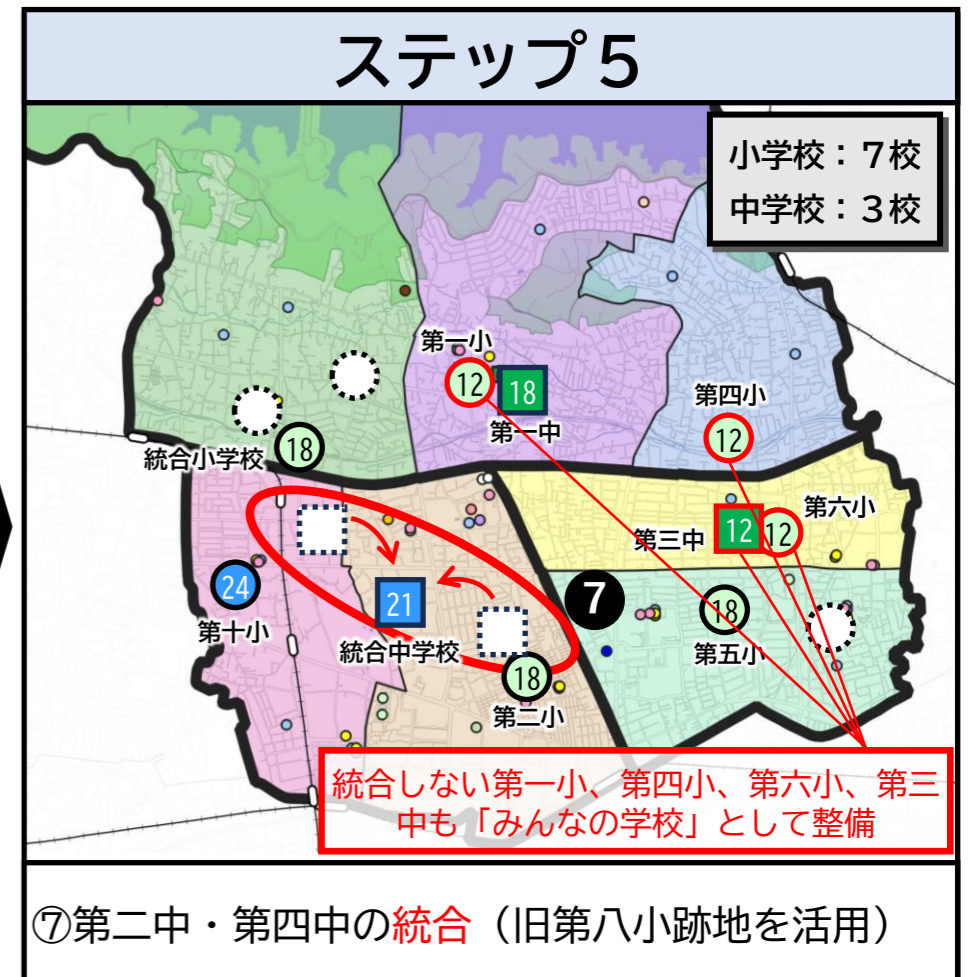 ステップ５
小学校：７校
中学校：３校
第一小
12
18
第一中
第四小
12
統合小学校
18
第六小
第三中
12
12
24
第十小
21
統合中学校
7
18
第五小
18
第二小
統合しない第一小、第四小、第六小、第三
中も「みんなの学校」として整備
⑦第二中・第四中の統合（旧第八小跡地を活用）